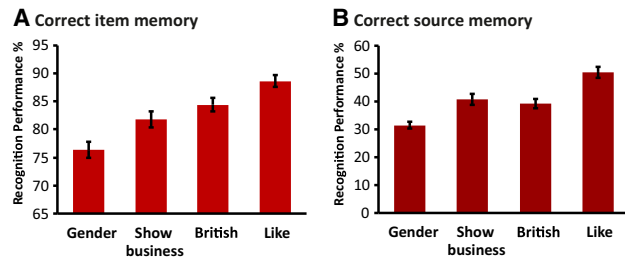 A Correct item memory
Recognition Performance %
95
90
85
80
75
70
65
Gender Show business British Like
B Correct source memory
Recognition Performance %
60
50
40
30
20
10
0
Gender Show business British Like